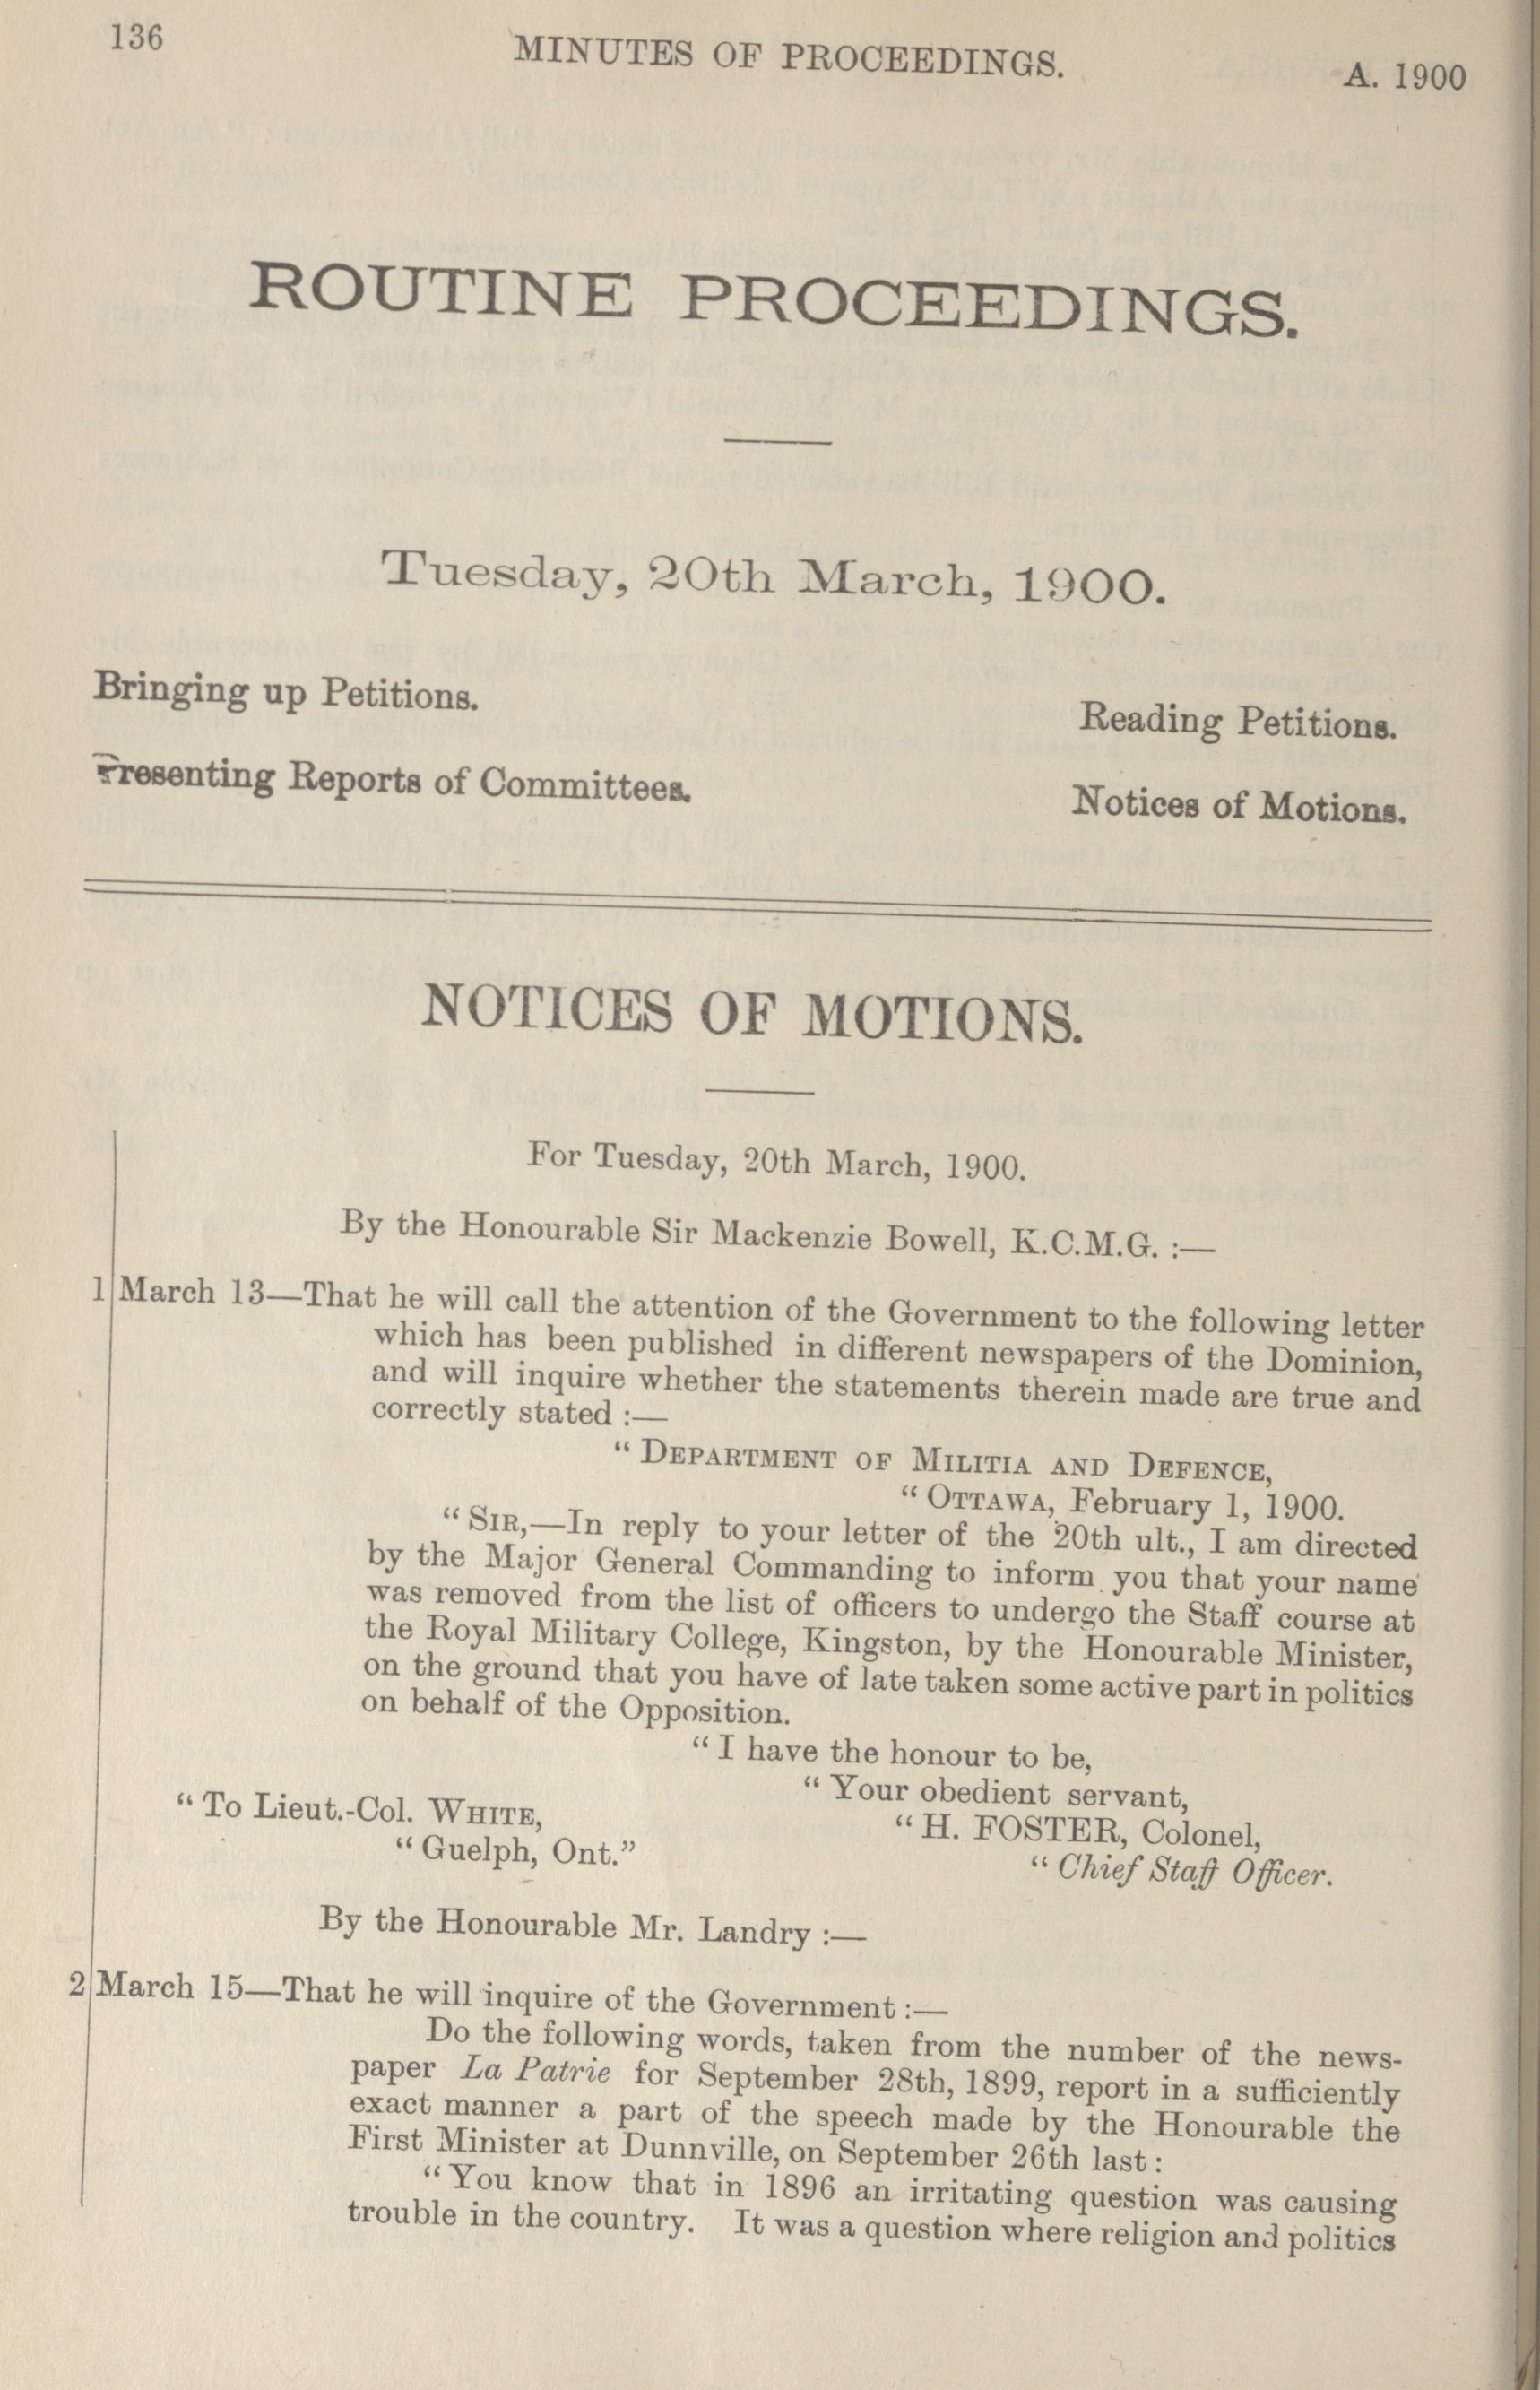 136
MINUTES OF PROCEEDINGS.
A. 1900
ROUTINE PROCEEDINGS.
Tuesday, 20th March, 1900.
Bringing up Petitions.
Reading Petitions.
Presenting Reports of Committees.
Notices of Motions.
NOTICES OF MOTIONS.
For Tuesday, 20th March, 1900.
By the Honourable Sir Mackenzie Bowell, K.C.M.G. :—
1 March 13—That he will call the attention of the Government to the following letter
which has been published in different newspapers of the Dominion,
and will inquire whether the statements therein made are true and
correctly stated :—
“ DEPARTMENT OF MILITIA AND DEFENCE,
“ OTTAWA, February 1, 1900.
“ SIR,—In reply to your letter of the 20th ult., I am directed
by the Major General Commanding to inform you that your name
was removed from the list of officers to undergo the Staff course at
the Royal Military College, Kingston, by the Honourable Minister,
on the ground that you have of late taken some active part in politics
on behalf of the Opposition.
“ I have the honour to be,
“ Your obedient servant,
“ H. FOSTER, Colonel,
“ Chief Staff Officer.
“ To Lieut.-Col. WHITE,
“ Guelph, Ont.”
By the Honourable Mr. Landry :—
2 March 15—That he will inquire of the Government :—
Do the following words, taken from the number of the news-
paper La Patrie for September 28th, 1899, report in a sufficiently
exact manner a part of the speech made by the Honourable the
First Minister at Dunnville, on September 26th last :
“ You know that in 1896 an irritating question was causing
trouble in the country. It was a question where religion and politics